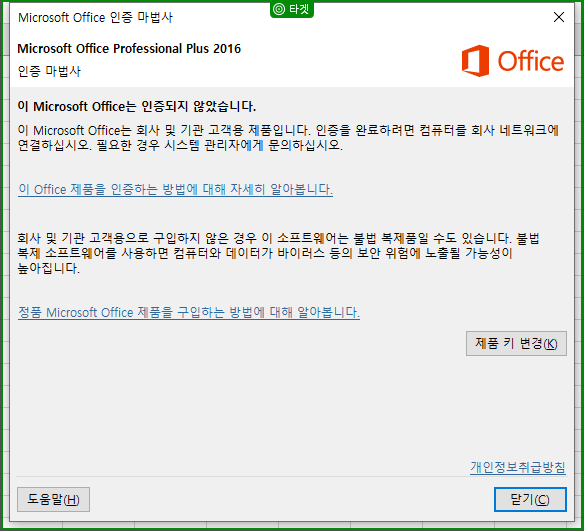 타겟
Microsoft Office 인증 마법사
Microsoft Office Professional Plus 2016
인증 마법사
Office
이 Microsoft Office는 인증되지 않았습니다.
이 Microsoft Office는 회사 및 기관 고객용 제품입니다. 인증을 완료하려면 컴퓨터를 회사 네트워크에
연결하십시오. 필요한 경우 시스템 관리자에게 문의하십시오.
이 Office 제품을 인증하는 방법에 대해 자세히 알아봅니다.
회사 및 기관 고객용으로 구입하지 않은 경우 이 소프트웨어는 불법 복제품일 수도 있습니다. 불법
복제 소프트웨어를 사용하면 컴퓨터와 데이터가 바이러스 등의 보안 위험에 노출될 가능성이
높아집니다.
정품 Microsoft Office 제품을 구입하는 방법에 대해 알아봅니다.
제품 키 변경(K)
개인정보취급방침
도움말(H)
닫기(C)